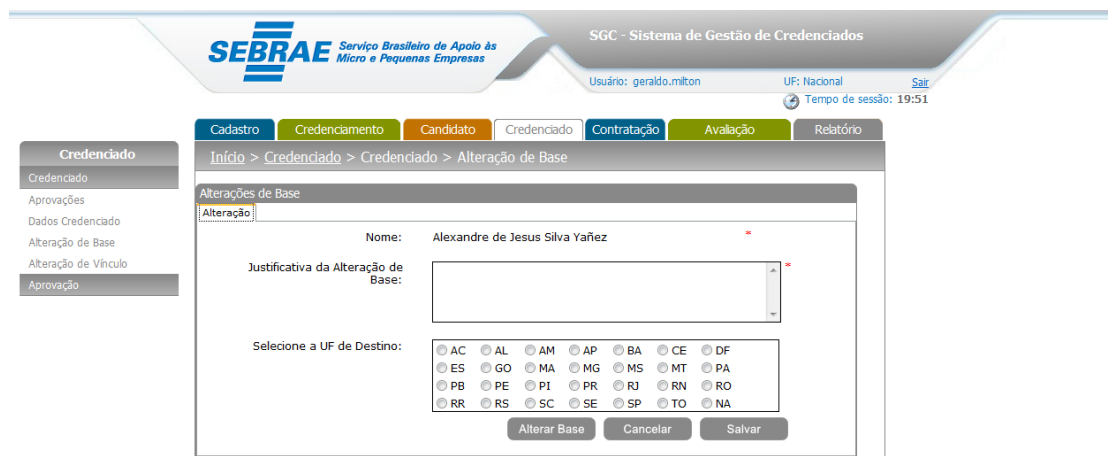 SEBRAE Serviço Brasileiro de Apoio às
Micro e Pequenas Empresas
SGC - Sistema de Gestão de Credenciados
Usuário: geraldo.milton UF: Nacional Sair
Tempo de sessão: 19:51
Cadastro Credenciamento Candidato Credenciado Contratação Avaliação Relatório
Início > Credenciado > Credenciado > Alteração de Base
Credenciado
Credenciado
Aprovações
Dados Credenciado
Alteração de Base
Alteração de Vínculo
Aprovação
Alterações de Base
Alteração
Nome: Alexandre de Jesus Silva Yañez *
Justificativa da Alteração de
Base: *
Selecione a UF de Destino:
AC AL AM AP BA CE DF
ES GO MA MG MS MT PA
PB PE PI PR RJ RN RO
RR RS SC SE SP TO NA
Alterar Base Cancelar Salvar